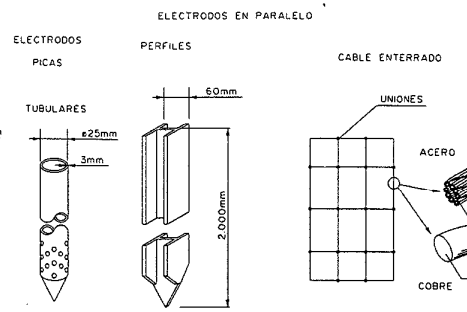 ELECTRODOS EN PARALELO
ELECTRODOS
PICAS
PERFILES
CABLE ENTERRADO
TUBULARES
60mm
UNIONES
ø25mm
3mm
ACERO
2.000mm
COBRE